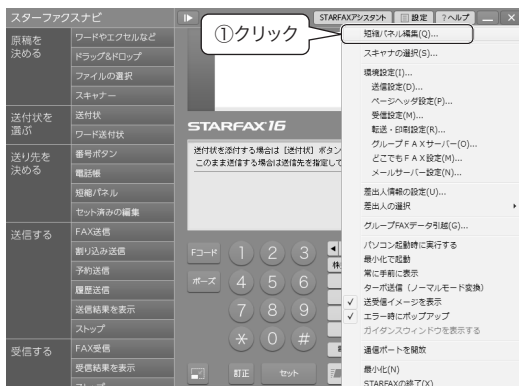 スターファクスナビ
STARFAXアシスタント 設定 ?ヘルプ
①クリック
原稿を
決める
ワードやエクセルなど
ドラッグ&ドロップ
ファイルの選択
スキャナー
送付状を
選ぶ
送付状
ワード送付状
送り先を
決める
番号ボタン
電話帳
短縮パネル
セット済みの編集
送信する
FAX送信
割り込み送信
予約送信
履歴送信
送信結果を表示
ストップ
受信する
FAX受信
受信結果を表示
STARFAX16
送付状を添付する場合は [送付状] ボタン
このまま送信する場合は送信先を指定して
Fコード 1 2 3
ポーズ 4 5 6
7 8 9
* 0 #
訂正 セット
短縮パネル編集(Q)...
スキャナの選択(S)...
環境設定(I)...
送信設定(D)...
ページヘッダ設定(P)...
受信設定(M)...
転送・印刷設定(R)...
グループFAXサーバー(O)...
どこでもFAX設定(M)...
メールサーバー設定(N)...
差出人情報の設定(U)...
差出人の選択
グループFAXデータ引越(G)...
パソコン起動時に実行する
最小化で起動
常に手前に表示
ターボ送信(ノーマルモード変換)
✓ 送受信イメージを表示
✓ エラー時にポップアップ
ガイダンスウィンドウを表示する
通信ポートを開放
最小化(N)
STARFAXの終了(X)